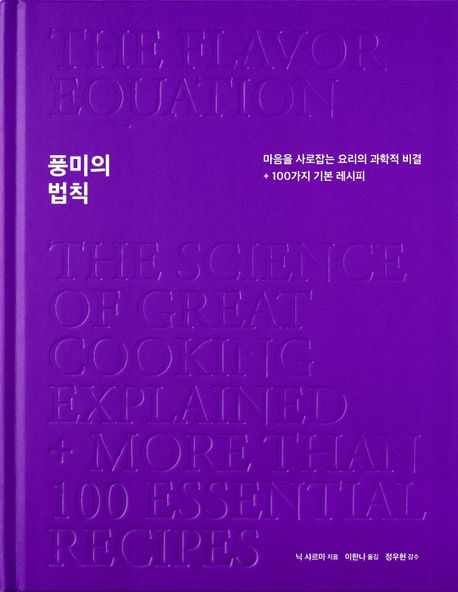 THE FLAVOR
EQUATION
풍미의
법칙
마음을 사로잡는 요리의 과학적 비결
+ 100가지 기본 레시피
THE SCIENCE
OF GREAT
COOKING
EXPLAINED
+ MORE THAN
100 ESSENTIAL
RECIPES
닉 샤르마 지음 이한나 옮김 정우현 감수